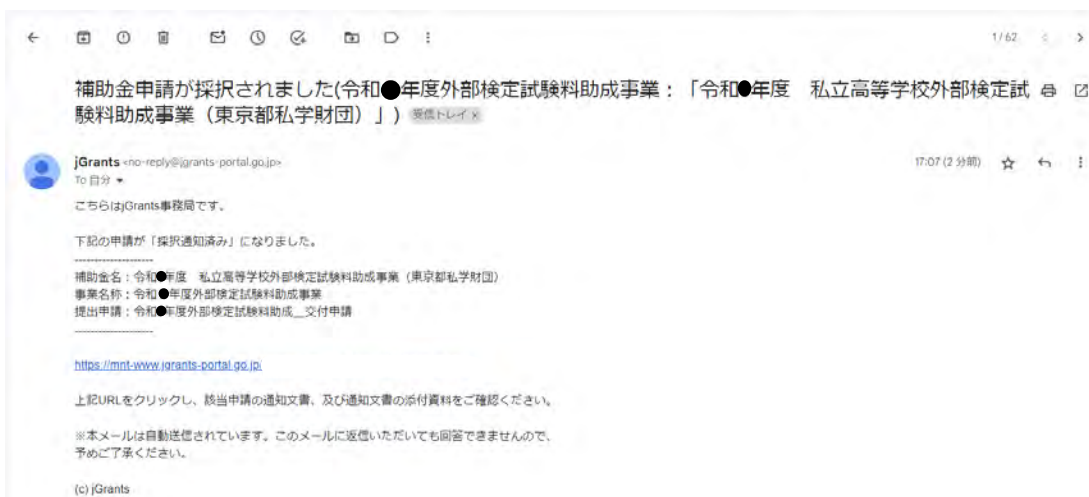 1/62
補助金申請が採択されました(令和●年度外部検定試験料助成事業：「令和●年度　私立高等学校外部検定試
験料助成事業（東京都私学財団）」) 受信トレイ×
jGrants <no-reply@jgrants-portal.go.jp>
17:07 (2 分前)
To 自分
こちらはjGrants事務局です。
下記の申請が「採択通知済み」になりました。
-------------------
補助金名：令和●年度　私立高等学校外部検定試験料助成事業（東京都私学財団）
事業名称：令和●年度外部検定試験料助成事業
提出申請：令和●年度外部検定試験料助成__交付申請
-------------------
https://mnt-www.jgrants-portal.go.jp/
上記URLをクリックし、該当申請の通知文書、及び通知文書の添付資料をご確認ください。
※本メールは自動送信されています。このメールに返信いただいても回答できませんので、
予めご了承ください。
(c) jGrants